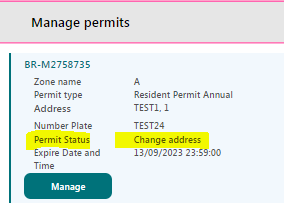 Manage permits
BR-M2758735
Zone name A
Permit type Resident Permit Annual
Address TEST1, 1
Number Plate TEST24
Permit Status Change address
Expire Date and 13/09/2023 23:59:00
Time
Manage